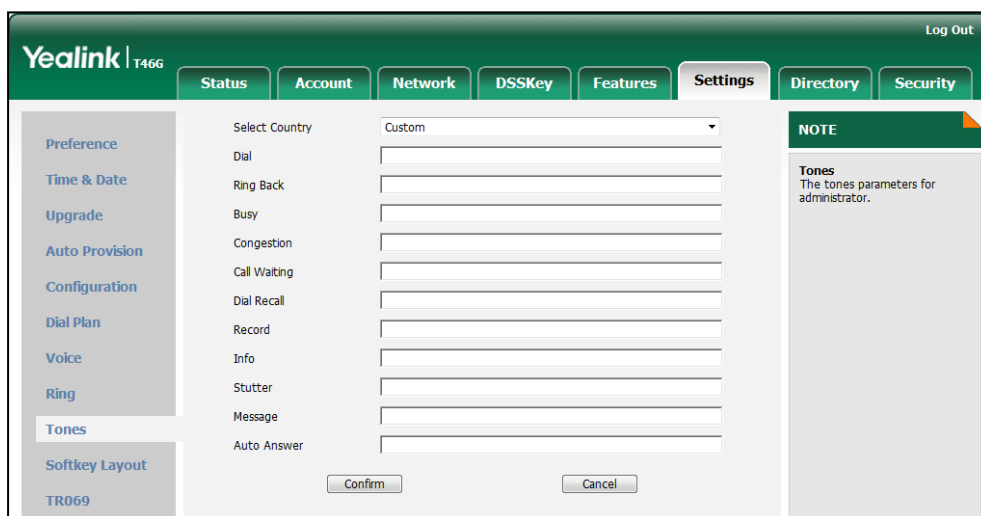 Log Out
Yealink T46G
Status Account Network DSSKey Features Settings Directory Security
Preference
Time & Date
Upgrade
Auto Provision
Configuration
Dial Plan
Voice
Ring
Tones
Softkey Layout
TR069
Select Country Custom
Dial
Ring Back
Busy
Congestion
Call Waiting
Dial Recall
Record
Info
Stutter
Message
Auto Answer
Confirm Cancel
NOTE
Tones
The tones parameters for
administrator.